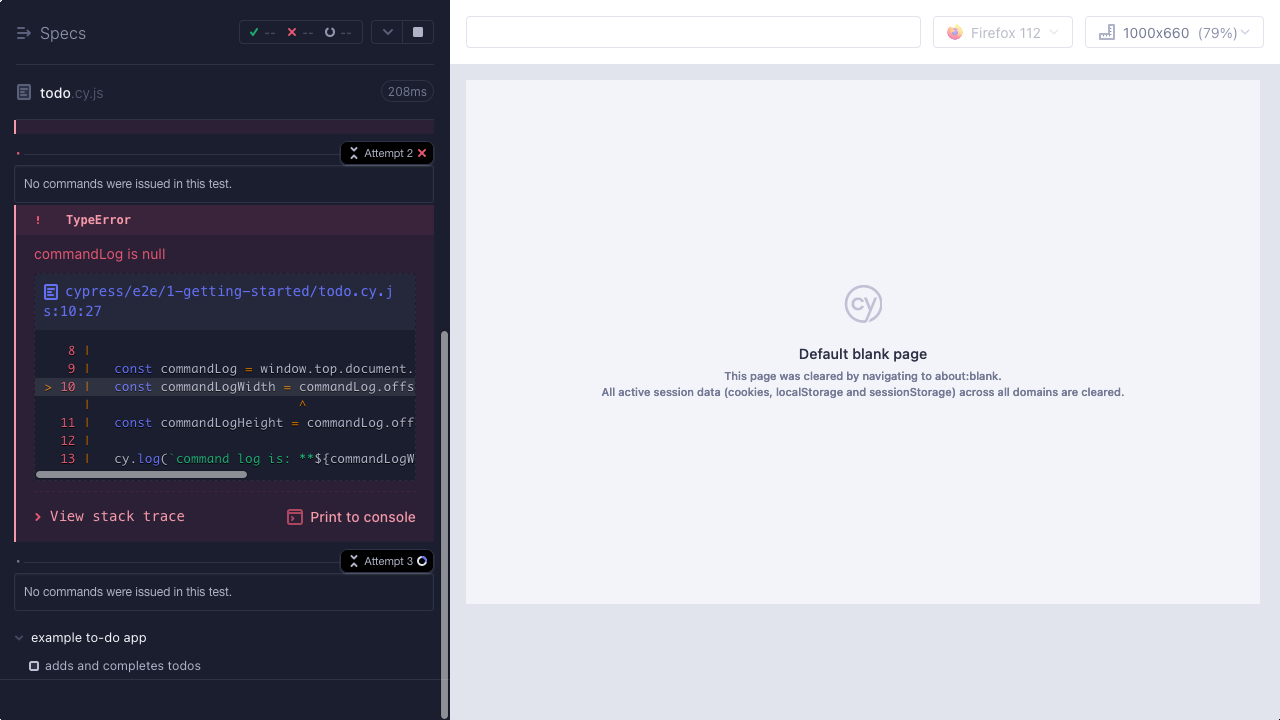 Specs
--
--
--
Firefox 112
1000x660 (79%)
todo.cy.js
208ms
Attempt 2
No commands were issued in this test.
! TypeError
commandLog is null
cypress/e2e/1-getting-started/todo.cy.j
s:10:27
8 |
9 | const commandLog = window.top.document.
> 10 | const commandLogWidth = commandLog.offs
| ^
11 | const commandLogHeight = commandLog.off
12 |
13 | cy.log(`command log is: **${commandLogW
View stack trace
Print to console
Attempt 3
No commands were issued in this test.
example to-do app
adds and completes todos
cy
Default blank page
This page was cleared by navigating to about:blank.
All active session data (cookies, localStorage and sessionStorage) across all domains are cleared.